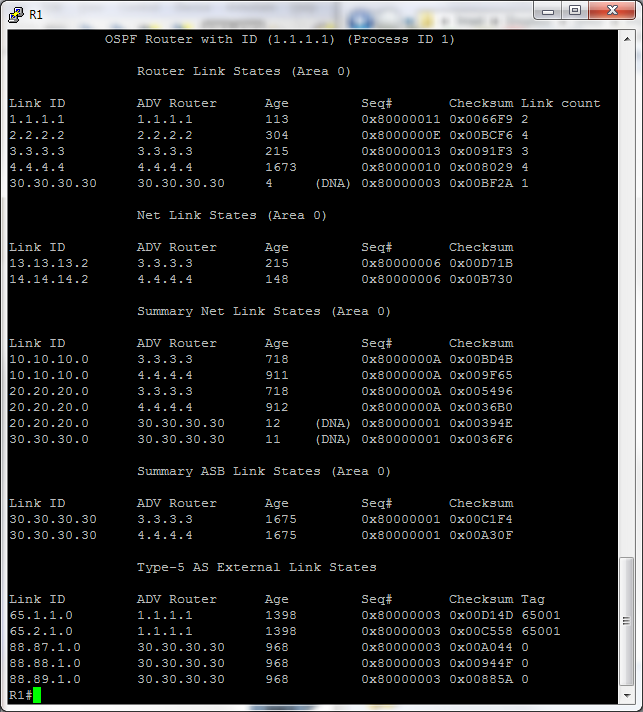 R1
OSPF Router with ID (1.1.1.1) (Process ID 1)
Router Link States (Area 0)
Link ID ADV Router Age Seq# Checksum Link count
1.1.1.1 1.1.1.1 113 0x80000011 0x0066F9 2
2.2.2.2 2.2.2.2 304 0x8000000E 0x00BCF6 4
3.3.3.3 3.3.3.3 215 0x80000013 0x0091F3 3
4.4.4.4 4.4.4.4 1673 0x80000010 0x008029 4
30.30.30.30 30.30.30.30 4 (DNA) 0x80000003 0x00BF2A 1
Net Link States (Area 0)
Link ID ADV Router Age Seq# Checksum
13.13.13.2 3.3.3.3 215 0x80000006 0x00D71B
14.14.14.2 4.4.4.4 148 0x80000006 0x00B730
Summary Net Link States (Area 0)
Link ID ADV Router Age Seq# Checksum
10.10.10.0 3.3.3.3 718 0x8000000A 0x00BD4B
10.10.10.0 4.4.4.4 911 0x8000000A 0x009F65
20.20.20.0 3.3.3.3 718 0x8000000A 0x005496
20.20.20.0 4.4.4.4 912 0x8000000A 0x0036B0
20.20.20.0 30.30.30.30 12 (DNA) 0x80000001 0x00394E
30.30.30.0 30.30.30.30 11 (DNA) 0x80000001 0x0036F6
Summary ASB Link States (Area 0)
Link ID ADV Router Age Seq# Checksum
30.30.30.30 3.3.3.3 1675 0x80000001 0x00C1F4
30.30.30.30 4.4.4.4 1675 0x80000001 0x00A30F
Type-5 AS External Link States
Link ID ADV Router Age Seq# Checksum Tag
65.1.1.0 1.1.1.1 1398 0x80000003 0x00D14D 65001
65.2.1.0 1.1.1.1 1398 0x80000003 0x00C558 65001
88.87.1.0 30.30.30.30 968 0x80000003 0x00A044 0
88.88.1.0 30.30.30.30 968 0x80000003 0x00944F 0
88.89.1.0 30.30.30.30 968 0x80000003 0x00885A 0
R1#